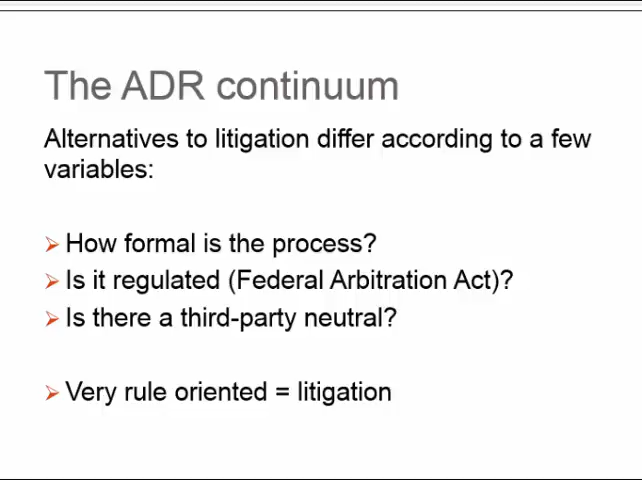 The ADR continuum
Alternatives to litigation differ according to a few
variables:
How formal is the process?
Is it regulated (Federal Arbitration Act)?
Is there a third-party neutral?
Very rule oriented = litigation